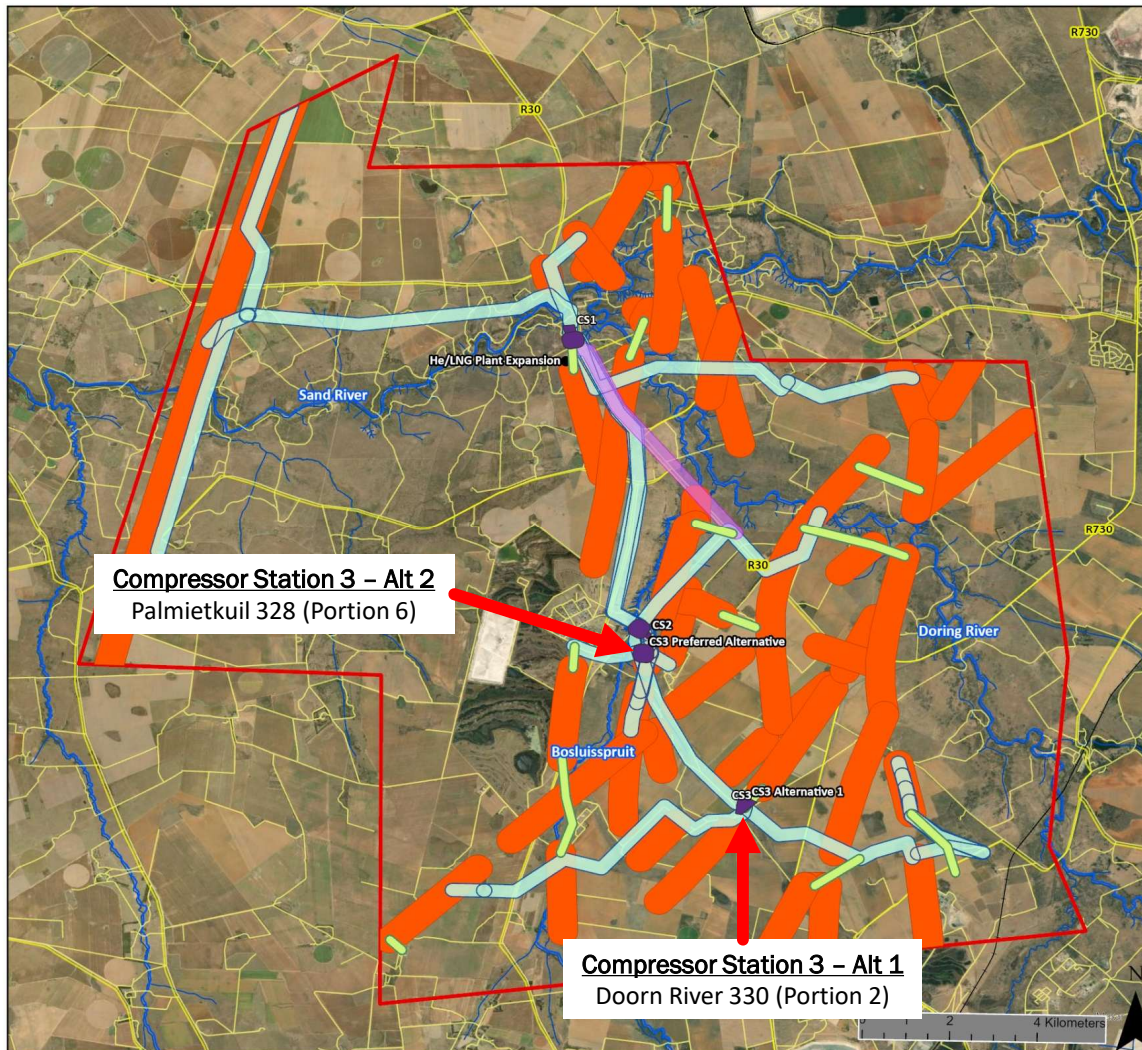 R730
R30
CS1
He/LNG Plant Expansion
Sand River
R730
R30
Compressor Station 3 – Alt 2
Palmietkuil 328 (Portion 6)
CS2
CS3 Preferred Alternative
Doring River
Bosluisspruit
CS3
CS3 Alternative 1
Compressor Station 3 – Alt 1
Doorn River 330 (Portion 2)
0 1 2 4 Kilometers